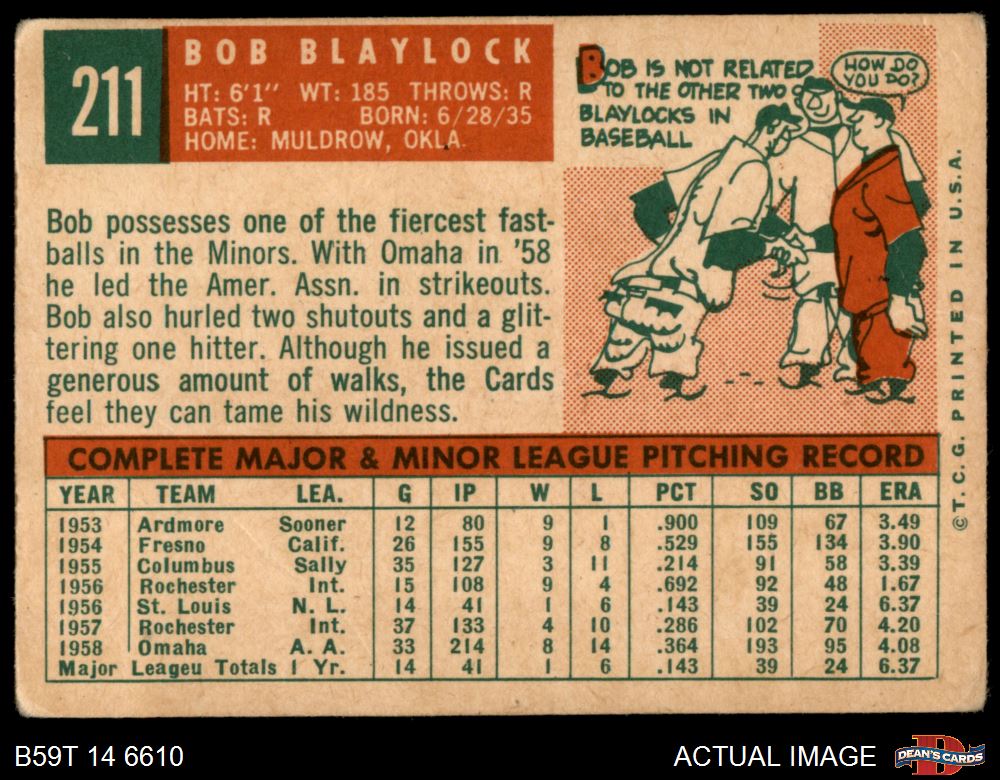 211
BOB BLAYLOCK
HT: 6'1" WT: 185 THROWS: R
BATS: R BORN: 6/28/35
HOME: MULDROW, OKLA.
BOB IS NOT RELATED
TO THE OTHER TWO
BLAYLOCKS IN
BASEBALL
HOW DO
YOU DO?
Bob possesses one of the fiercest fast-
balls in the Minors. With Omaha in '58
he led the Amer. Assn. in strikeouts.
Bob also hurled two shutouts and a glit-
tering one hitter. Although he issued a
generous amount of walks, the Cards
feel they can tame his wildness.
COMPLETE MAJOR & MINOR LEAGUE PITCHING RECORD
YEAR TEAM LEA. G IP W L PCT SO BB ERA
1953 Ardmore Sooner 12 80 9 1 .900 109 67 3.49
1954 Fresno Calif. 26 155 9 8 .529 155 134 3.90
1955 Columbus Sally 35 127 3 11 .214 91 58 3.39
1956 Rochester Int. 15 108 9 4 .692 92 48 1.67
1956 St. Louis N. L. 14 41 1 6 .143 39 24 6.37
1957 Rochester Int. 37 133 4 10 .286 102 70 4.20
1958 Omaha A. A. 33 214 8 14 .364 193 95 4.08
Major Leageu Totals 1 Yr. 14 41 1 6 .143 39 24 6.37
© T. C. G. PRINTED IN U.S.A.
B59T 14 6610
ACTUAL IMAGE
D
DEAN'S CARDS